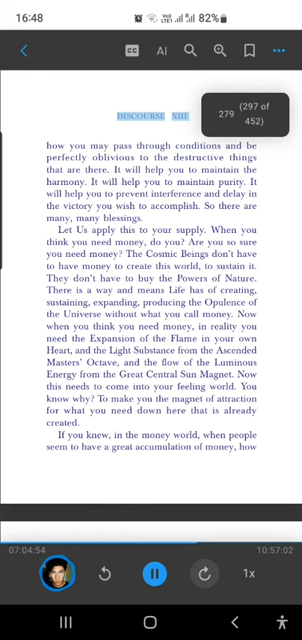 16:48
Vo) LTE1
82%
CC
AI
DISCOURSE XIII
279 (297 of 452)
how you may pass through conditions and be
perfectly oblivious to the destructive things
that are there. It will help you to maintain the
harmony. It will help you to maintain purity. It
will help you to prevent interference and delay in
the victory you wish to accomplish. So there are
many, many blessings.
Let Us apply this to your supply. When you
think you need money, do you? Are you so sure
you need money? The Cosmic Beings don't have
to have money to create this world, to sustain it.
They don't have to buy the Powers of Nature.
There is a way and means Life has of creating,
sustaining, expanding, producing the Opulence of
the Universe without what you call money. Now
when you think you need money, in reality you
need the Expansion of the Flame in your own
Heart, and the Light Substance from the Ascended
Masters' Octave, and the flow of the Luminous
Energy from the Great Central Sun Magnet. Now
this needs to come into your feeling world. You
know why? To make you the magnet of attraction
for what you need down here that is already
created.
If you knew, in the money world, when people
seem to have a great accumulation of money, how
07:04:54
10:57:02
1x